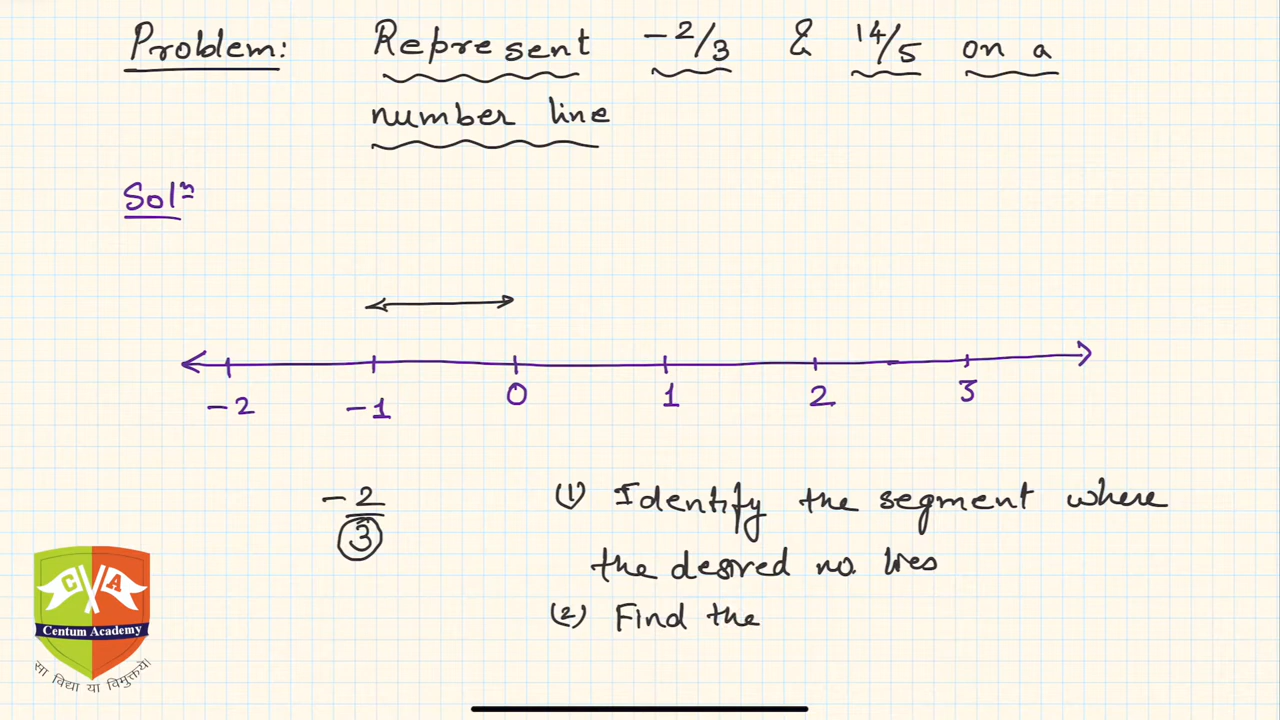 Problem: Represent -2/3 & 14/5 on a
number line
Solⁿ
-2 -1 0 1 2 3
-2
3
(1) Identify the segment where
the desired no. lies
(2) Find the
C A
Centum Academy
सा विद्या या विमुक्तये।